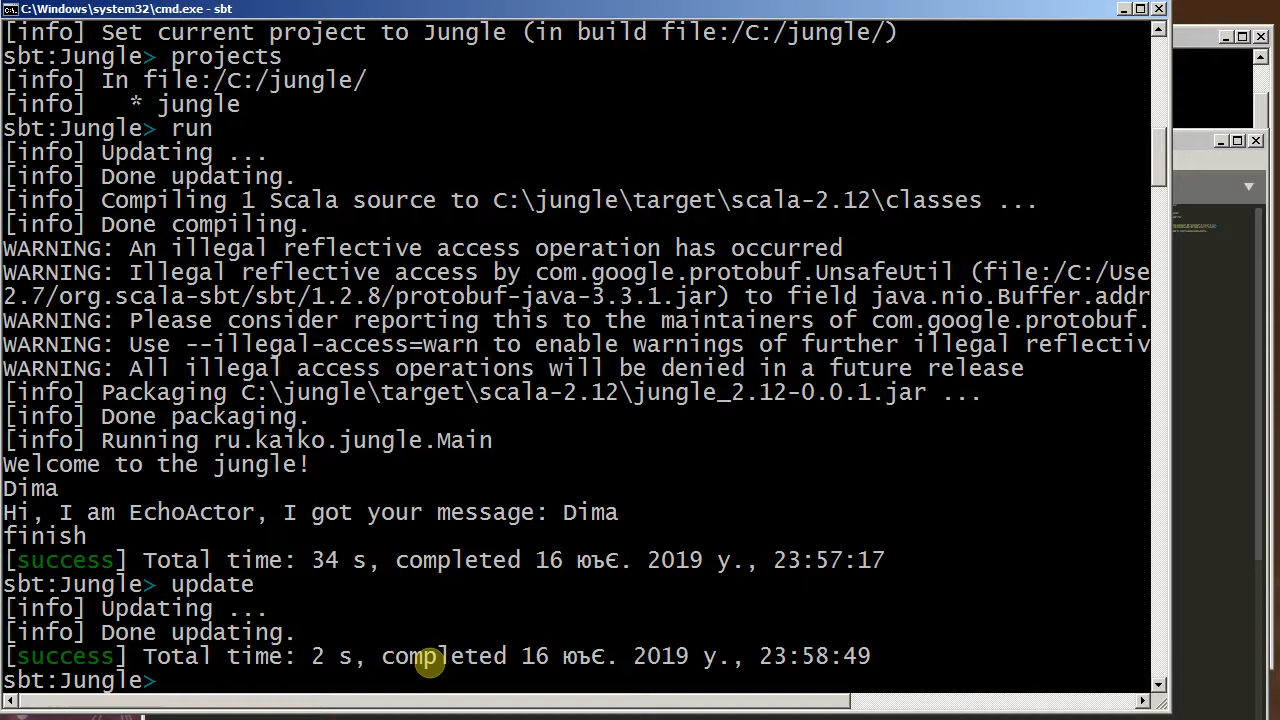 C:\Windows\system32\cmd.exe - sbt
[info] Set current project to Jungle (in build file:/C:/jungle/)
sbt:Jungle> projects
[info] In file:/C:/jungle/
[info]   * jungle
sbt:Jungle> run
[info] Updating ...
[info] Done updating.
[info] Compiling 1 Scala source to C:\jungle\target\scala-2.12\classes ...
[info] Done compiling.
WARNING: An illegal reflective access operation has occurred
WARNING: Illegal reflective access by com.google.protobuf.UnsafeUtil (file:/C:/Use
2.7/org.scala-sbt/sbt/1.2.8/protobuf-java-3.3.1.jar) to field java.nio.Buffer.addr
WARNING: Please consider reporting this to the maintainers of com.google.protobuf.
WARNING: Use --illegal-access=warn to enable warnings of further illegal reflectiv
WARNING: All illegal access operations will be denied in a future release
[info] Packaging C:\jungle\target\scala-2.12\jungle_2.12-0.0.1.jar ...
[info] Done packaging.
[info] Running ru.kaiko.jungle.Main
Welcome to the jungle!
Dima
Hi, I am EchoActor, I got your message: Dima
finish
[success] Total time: 34 s, completed 16 юъЄ. 2019 у., 23:57:17
sbt:Jungle> update
[info] Updating ...
[info] Done updating.
[success] Total time: 2 s, completed 16 юъЄ. 2019 у., 23:58:49
sbt:Jungle>